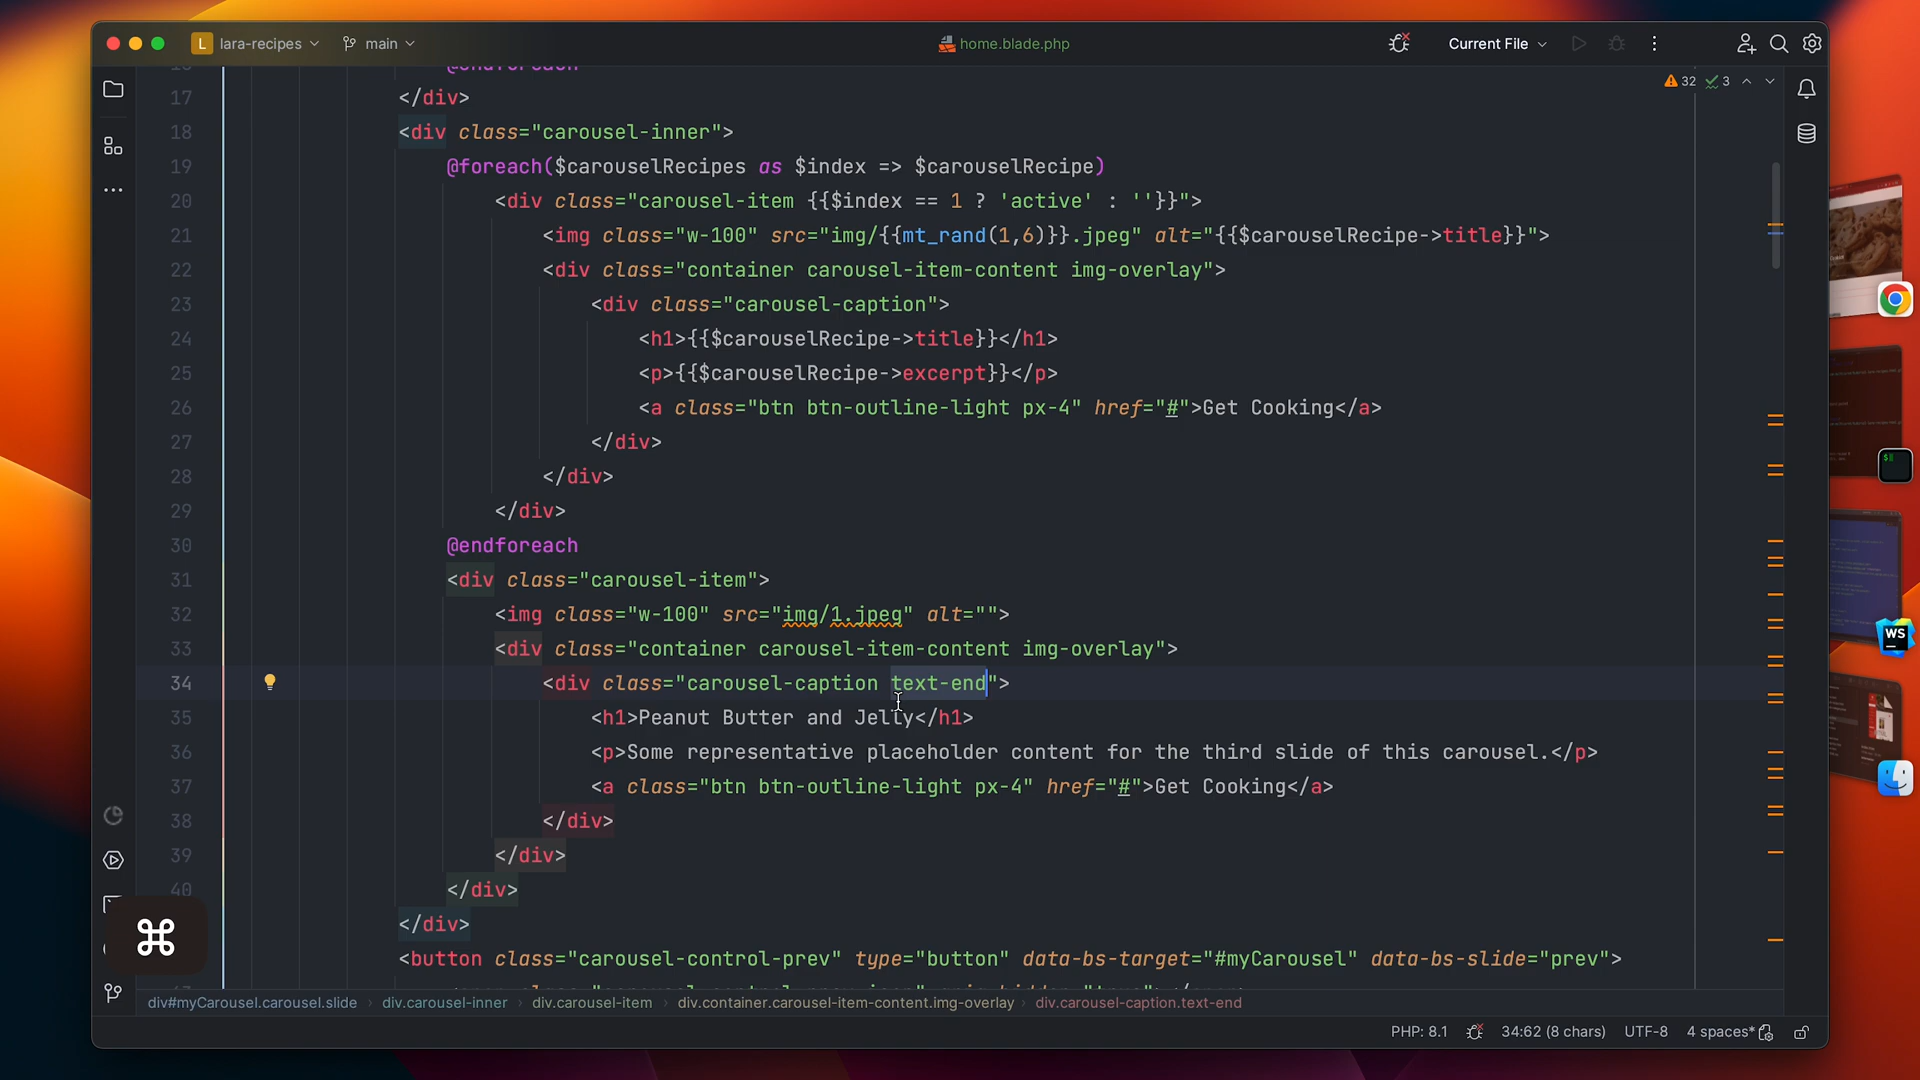 L lara-recipes main home.blade.php Current File
@endforeach
32 3
17 </div>
18 <div class="carousel-inner">
19 @foreach($carouselRecipes as $index => $carouselRecipe)
20 <div class="carousel-item {{$index == 1 ? 'active' : ''}}">
21 <img class="w-100" src="img/{{mt_rand(1,6)}}.jpeg" alt="{{$carouselRecipe->title}}">
22 <div class="container carousel-item-content img-overlay">
23 <div class="carousel-caption">
24 <h1>{{$carouselRecipe->title}}</h1>
25 <p>{{$carouselRecipe->excerpt}}</p>
26 <a class="btn btn-outline-light px-4" href="#">Get Cooking</a>
27 </div>
28 </div>
29 </div>
30 @endforeach
31 <div class="carousel-item">
32 <img class="w-100" src="img/1.jpeg" alt="">
33 <div class="container carousel-item-content img-overlay">
34 <div class="carousel-caption text-end">
35 <h1>Peanut Butter and Jelly</h1>
36 <p>Some representative placeholder content for the third slide of this carousel.</p>
37 <a class="btn btn-outline-light px-4" href="#">Get Cooking</a>
38 </div>
39 </div>
40 </div>
</div>
<button class="carousel-control-prev" type="button" data-bs-target="#myCarousel" data-bs-slide="prev">
div#myCarousel.carousel.slide div.carousel-inner div.carousel-item div.container.carousel-item-content.img-overlay div.carousel-caption.text-end
PHP: 8.1 34:62 (8 chars) UTF-8 4 spaces*
WS